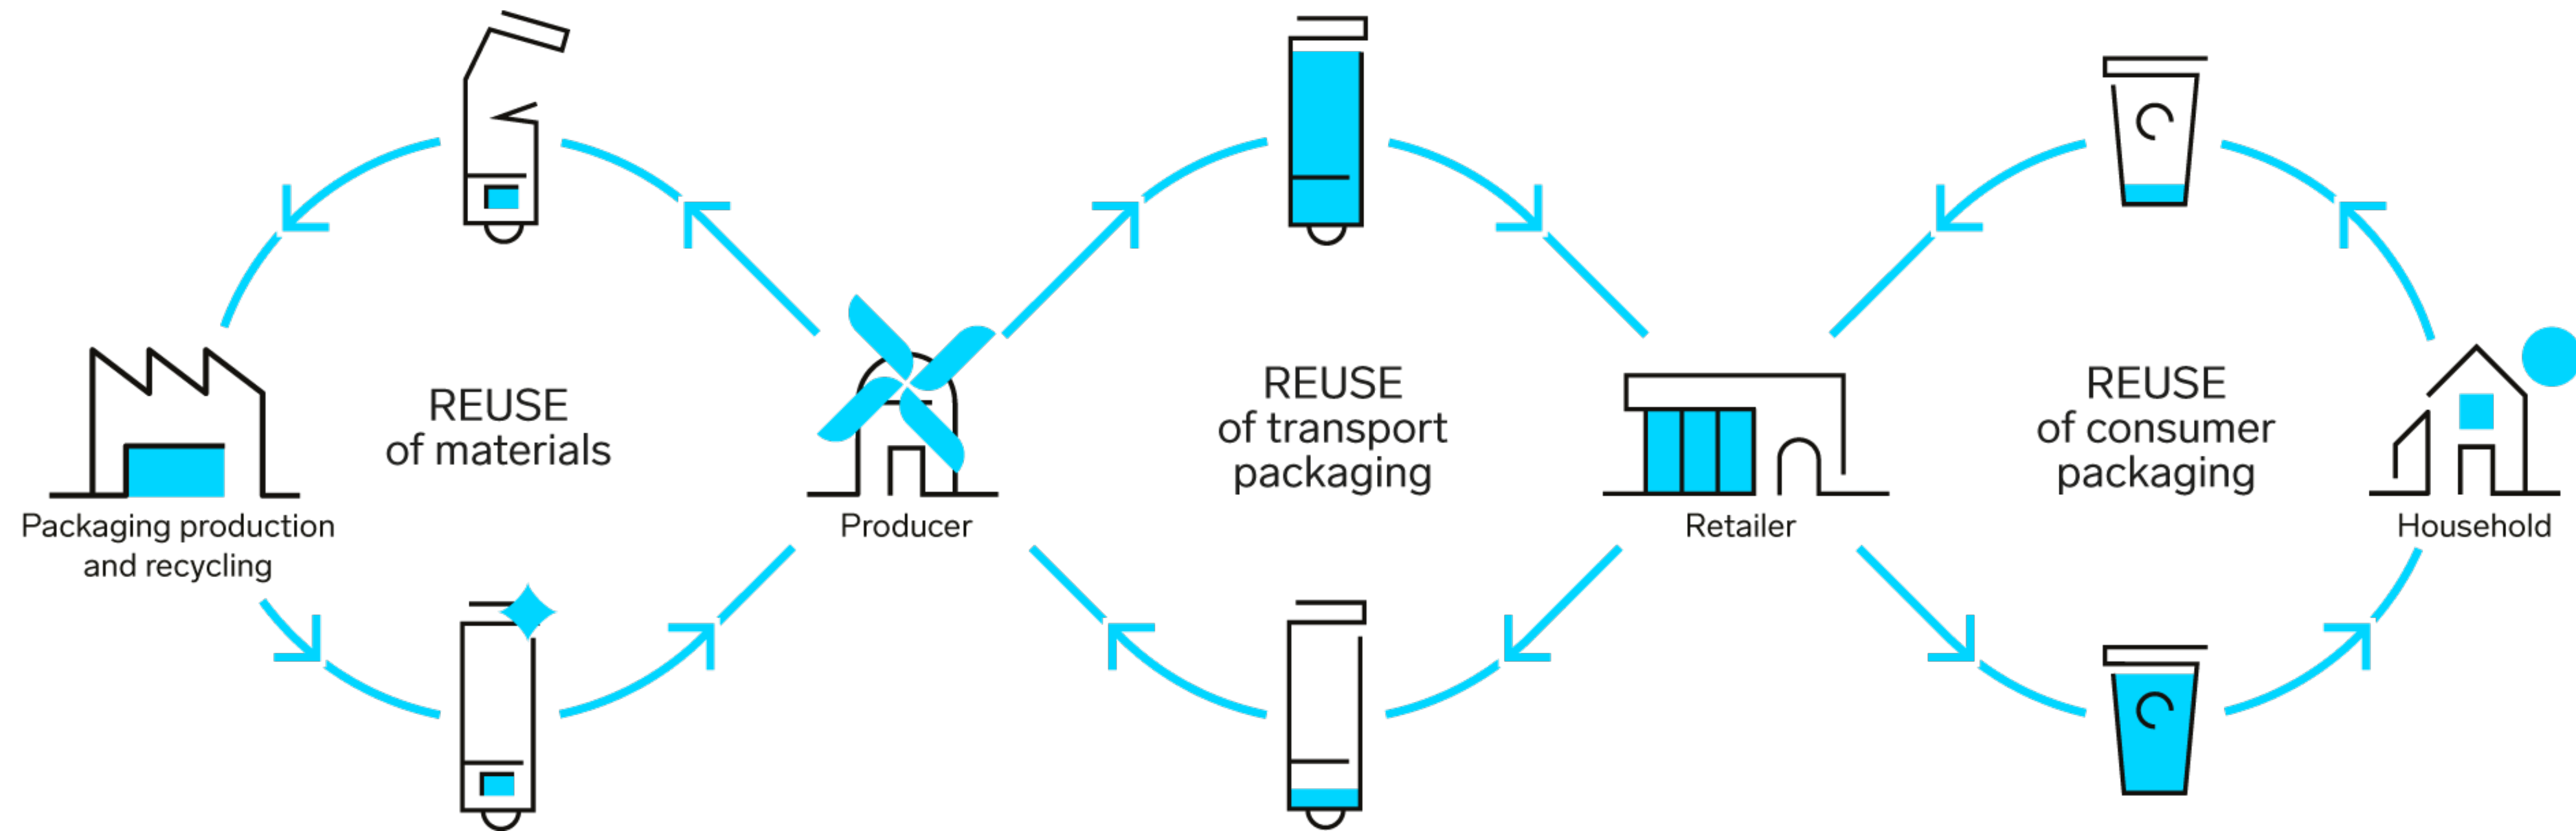 REUSE
of materials
REUSE
of transport
packaging
REUSE
of consumer
packaging
Packaging production
and recycling
Producer
Retailer
Household